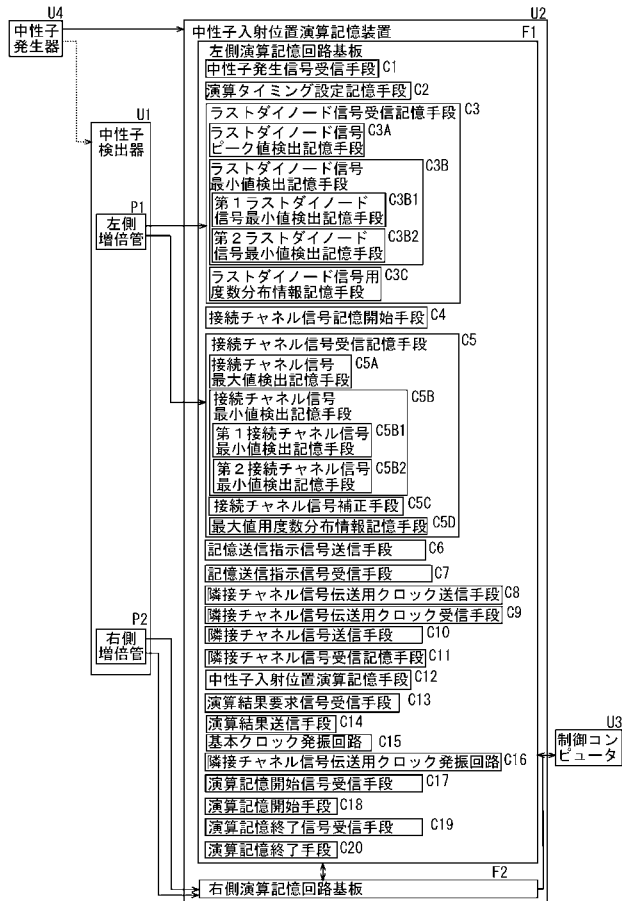 U4
中性子
発生器
U2
中性子入射位置演算記憶装置
F1
左側演算記憶回路基板
中性子発生信号受信手段 C1
演算タイミング設定記憶手段 C2
ラストダイノード信号受信記憶手段 C3
ラストダイノード信号
ピーク値検出記憶手段 C3A
ラストダイノード信号
最小値検出記憶手段 C3B
第1ラストダイノード
信号最小値検出記憶手段 C3B1
第2ラストダイノード
信号最小値検出記憶手段 C3B2
ラストダイノード信号用
度数分布情報記憶手段 C3C
接続チャネル信号記憶開始手段 C4
接続チャネル信号受信記憶手段 C5
接続チャネル信号
最大値検出記憶手段 C5A
接続チャネル信号
最小値検出記憶手段 C5B
第1接続チャネル信号
最小値検出記憶手段 C5B1
第2接続チャネル信号
最小値検出記憶手段 C5B2
接続チャネル信号補正手段 C5C
最大値用度数分布情報記憶手段 C5D
記憶送信指示信号送信手段 C6
記憶送信指示信号受信手段 C7
隣接チャネル信号伝送用クロック送信手段 C8
隣接チャネル信号伝送用クロック受信手段 C9
隣接チャネル信号送信手段 C10
隣接チャネル信号受信記憶手段 C11
中性子入射位置演算記憶手段 C12
演算結果要求信号受信手段 C13
演算結果送信手段 C14
基本クロック発振回路 C15
隣接チャネル信号伝送用クロック発振回路 C16
演算記憶開始信号受信手段 C17
演算記憶開始手段 C18
演算記憶終了信号受信手段 C19
演算記憶終了手段 C20
F2
右側演算記憶回路基板
U1
中性子
検出器
P1
左側
増倍管
P2
右側
増倍管
U3
制御コン
ピュータ